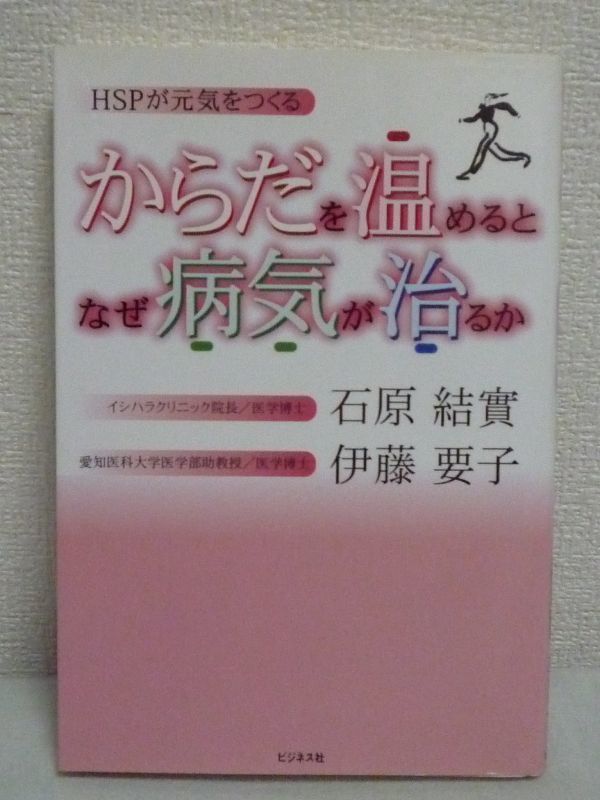 HSPが元気をつくる
からだを温めると
なぜ病気が治るか
イシハラクリニック院長／医学博士 石原 結實
愛知医科大学医学部助教授／医学博士 伊藤 要子
ビジネス社